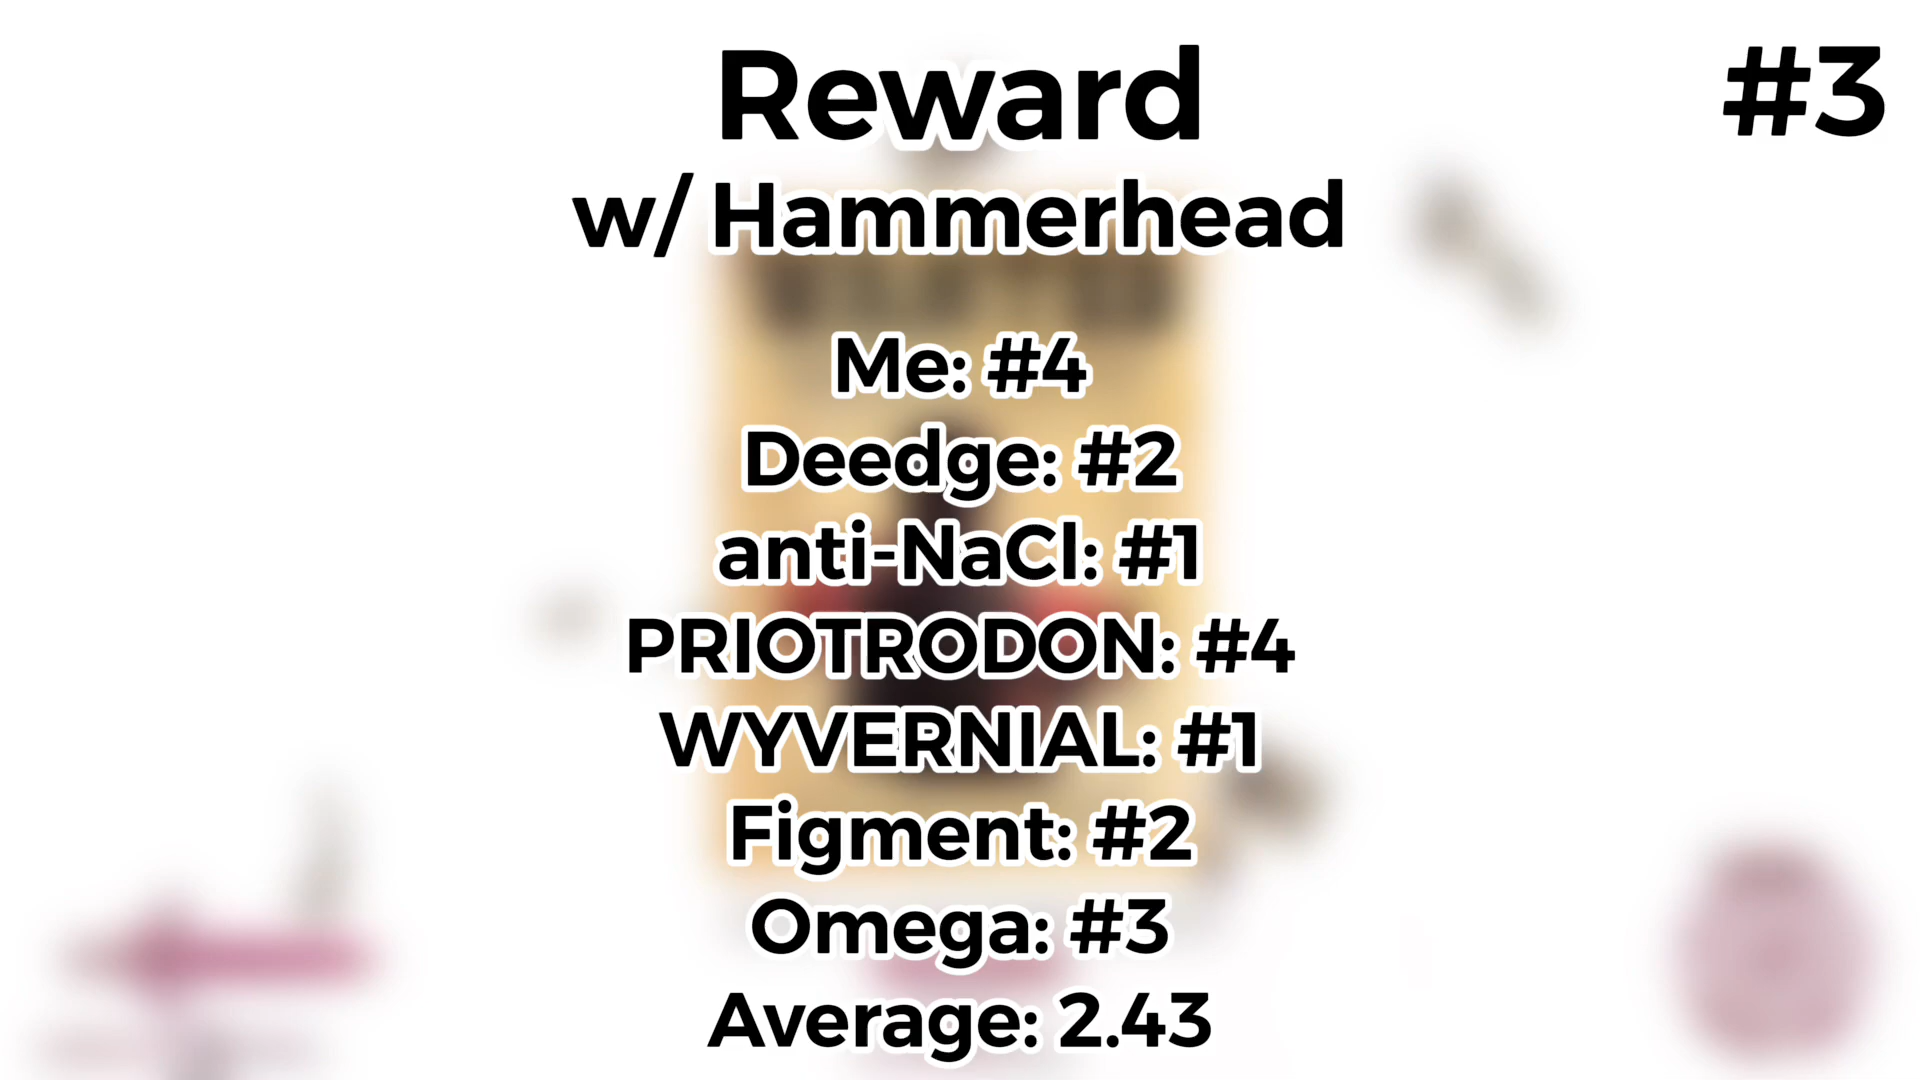 Reward
#3
w/ Hammerhead
Me: #4
Deedge: #2
anti-NaCl: #1
PRIOTRODON: #4
WYVERNIAL: #1
Figment: #2
Omega: #3
Average: 2.43